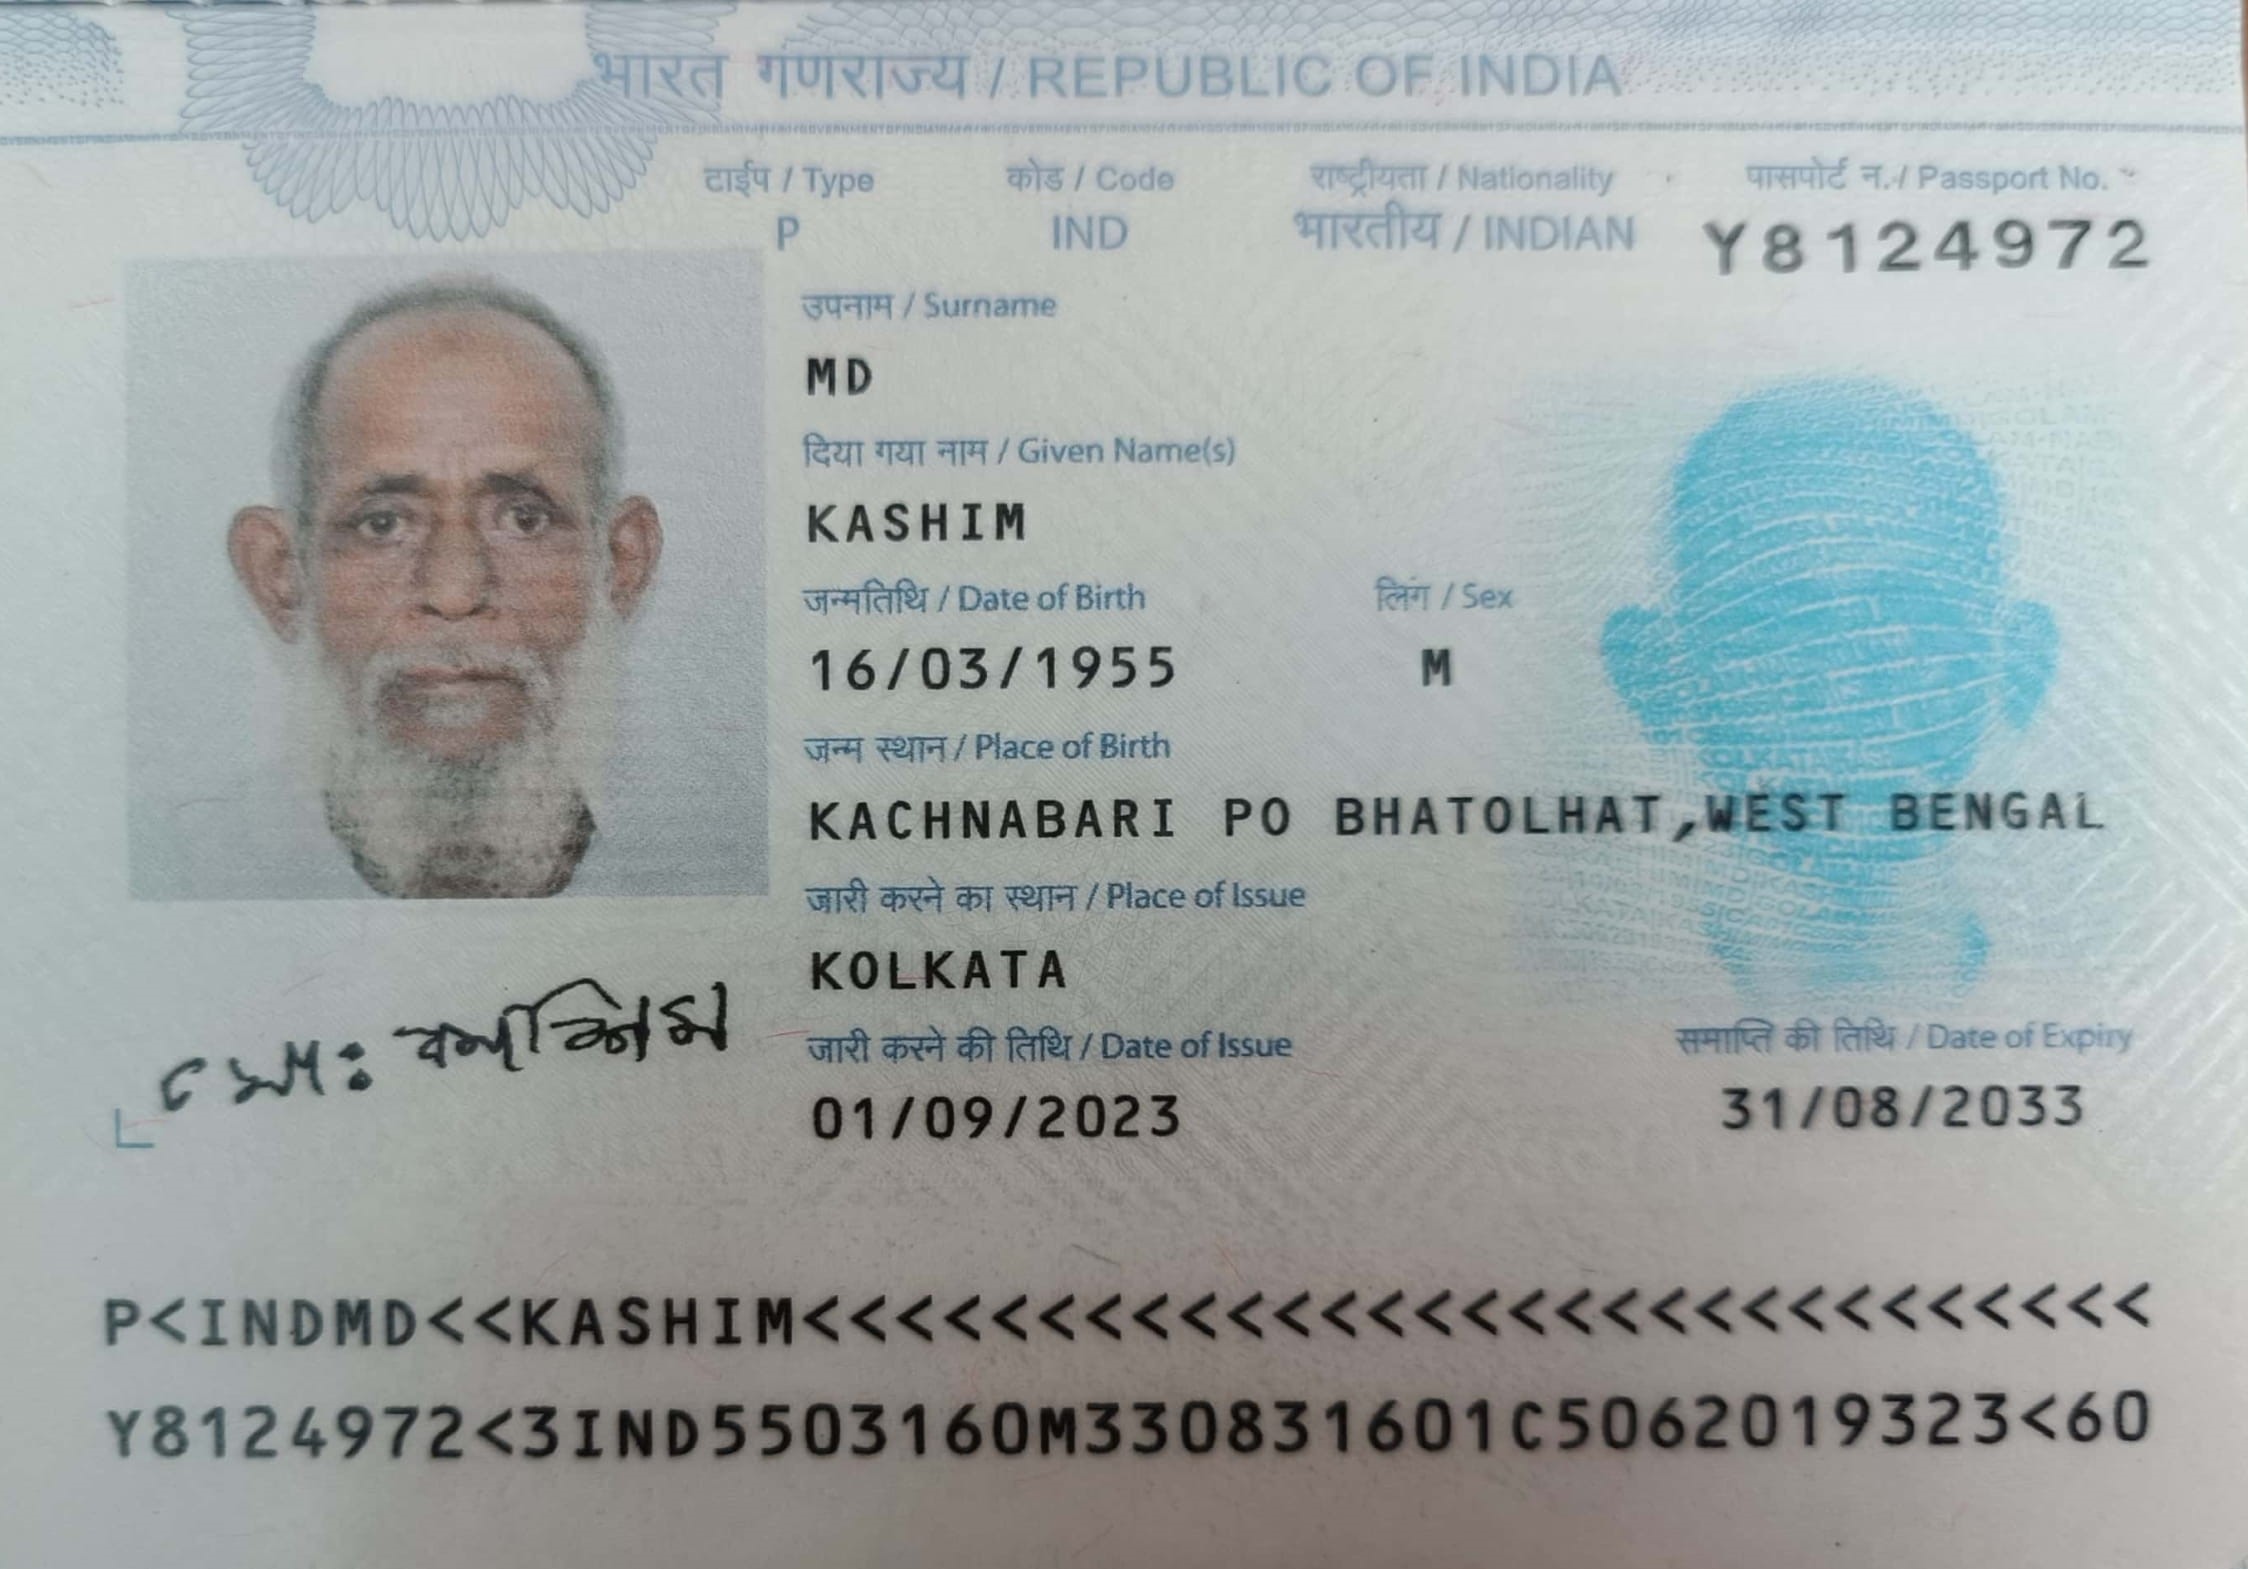 भारत गणराज्य / REPUBLIC OF INDIA
टाईप / Type कोड / Code राष्ट्रीयता / Nationality पासपोर्ट न. / Passport No.
P IND भारतीय / INDIAN Y8124972
उपनाम / Surname
MD
दिया गया नाम / Given Name(s)
KASHIM
जन्मतिथि / Date of Birth लिंग / Sex
16/03/1955 M
जन्म स्थान / Place of Birth
KACHNABARI PO BHATOLHAT,WEST BENGAL
जारी करने का स्थान / Place of Issue
KOLKATA
जारी करने की तिथि / Date of Issue समाप्ति की तिथि / Date of Expiry
01/09/2023 31/08/2033
P<INDMD<<KASHIM<<<<<<<<<<<<<<<<<<<<<<<<<<<<<
Y8124972<3IND5503160M330831601C5062019323<60